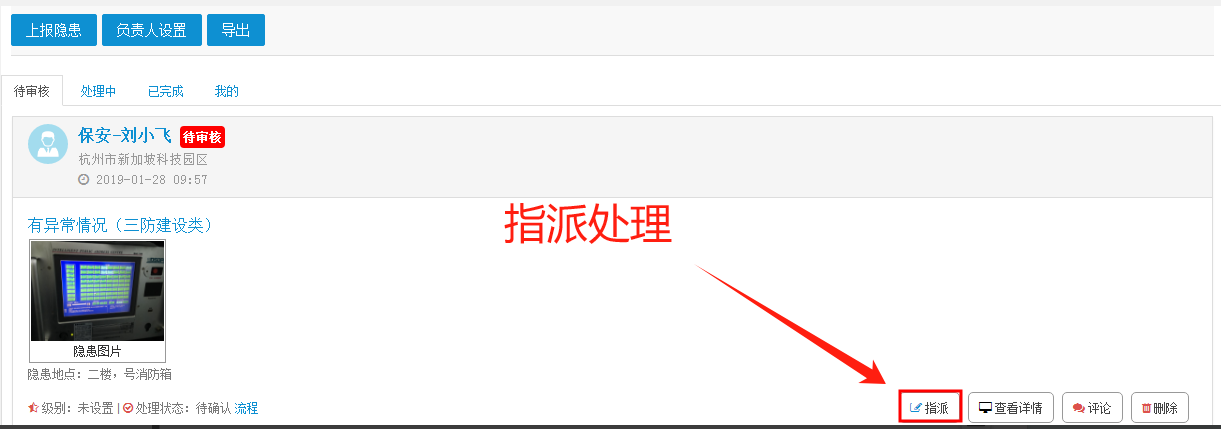 上报隐患 负责人设置 导出
待审核 处理中 已完成 我的
保安-刘小飞 待审核
杭州市新加坡科技园区
2019-01-28 09:57
指派处理
有异常情况（三防建设类）
隐患图片
隐患地点：二楼，号消防箱
级别：未设置 | 处理状态：待确认 流程
指派 查看详情 评论 删除